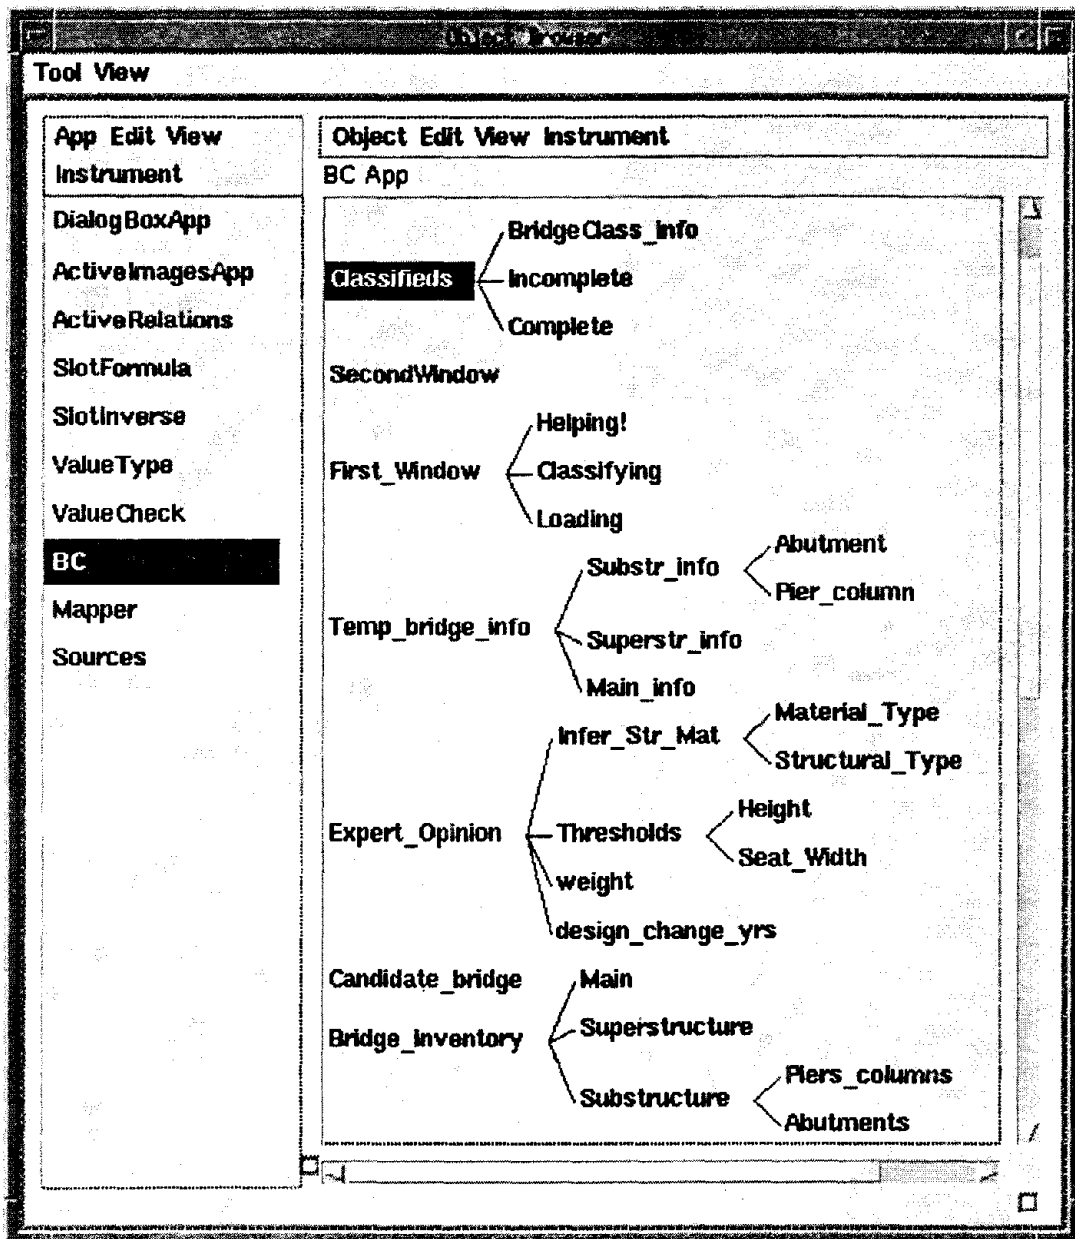 Object Browser
Tool View
App Edit View
Instrument
DialogBoxApp
ActiveImagesApp
ActiveRelations
SlotFormula
SlotInverse
ValueType
ValueCheck
BC
Mapper
Sources
Object Edit View Instrument
BC App
BridgeClass_Info
Classifieds
Incomplete
Complete
SecondWindow
Helping!
First_Window
Classifying
Loading
Abutment
Substr_info
Pier_column
Temp_bridge_info
Superstr_info
Main_info
Material_Type
Infer_Str_Mat
Structural_Type
Height
Expert_Opinion
Thresholds
Seat_Width
weight
design_change_yrs
Candidate_bridge
Main
Superstructure
Bridge_inventory
Piers_columns
Substructure
Abutments